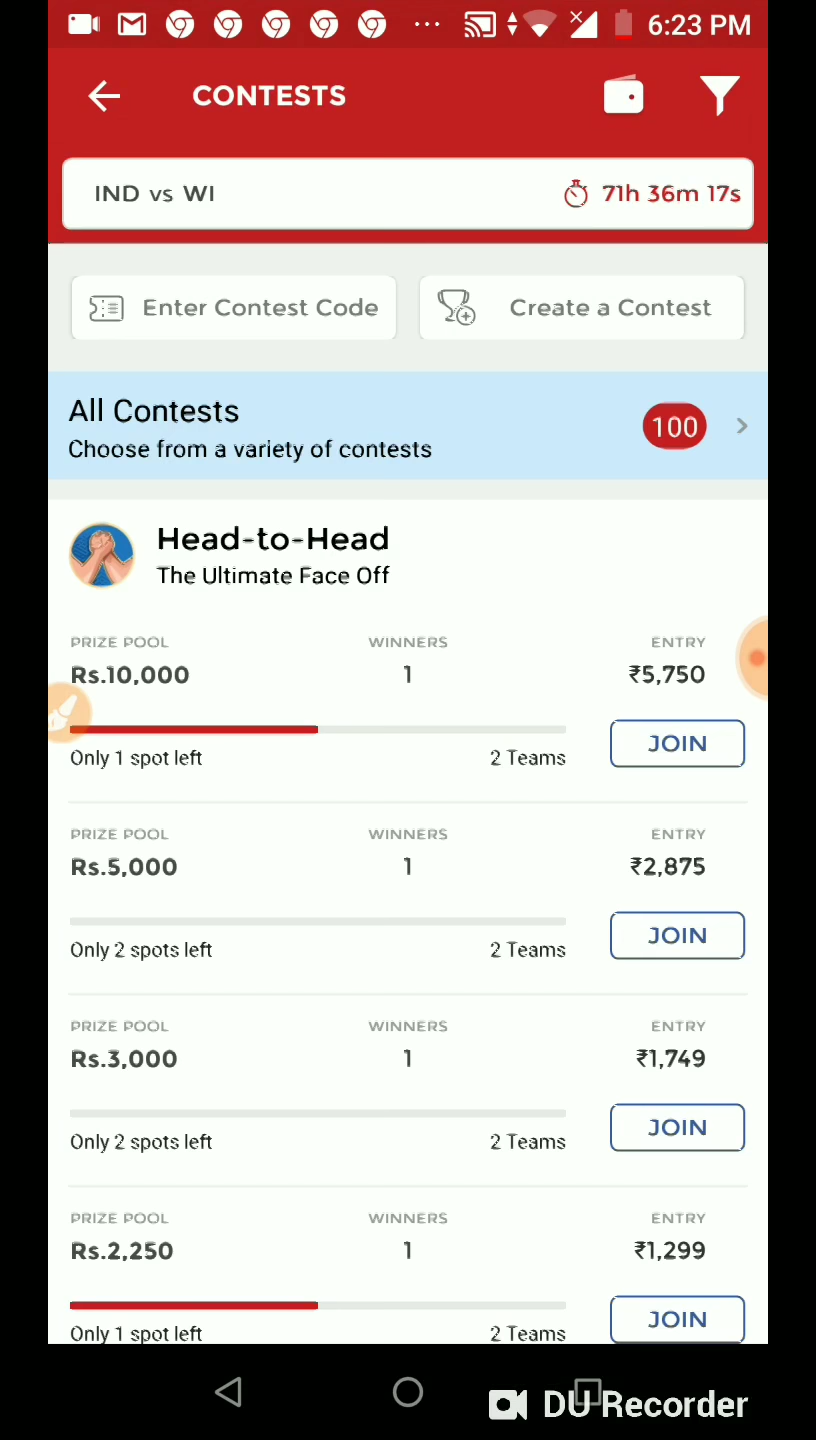 6:23 PM
CONTESTS
IND vs WI 71h 36m 17s
Enter Contest Code Create a Contest
All Contests
100
Choose from a variety of contests
Head-to-Head
The Ultimate Face Off
PRIZE POOL WINNERS ENTRY
Rs.10,000 1 ₹5,750
JOIN
Only 1 spot left 2 Teams
PRIZE POOL WINNERS ENTRY
Rs.5,000 1 ₹2,875
JOIN
Only 2 spots left 2 Teams
PRIZE POOL WINNERS ENTRY
Rs.3,000 1 ₹1,749
JOIN
Only 2 spots left 2 Teams
PRIZE POOL WINNERS ENTRY
Rs.2,250 1 ₹1,299
JOIN
Only 1 spot left 2 Teams
DU Recorder